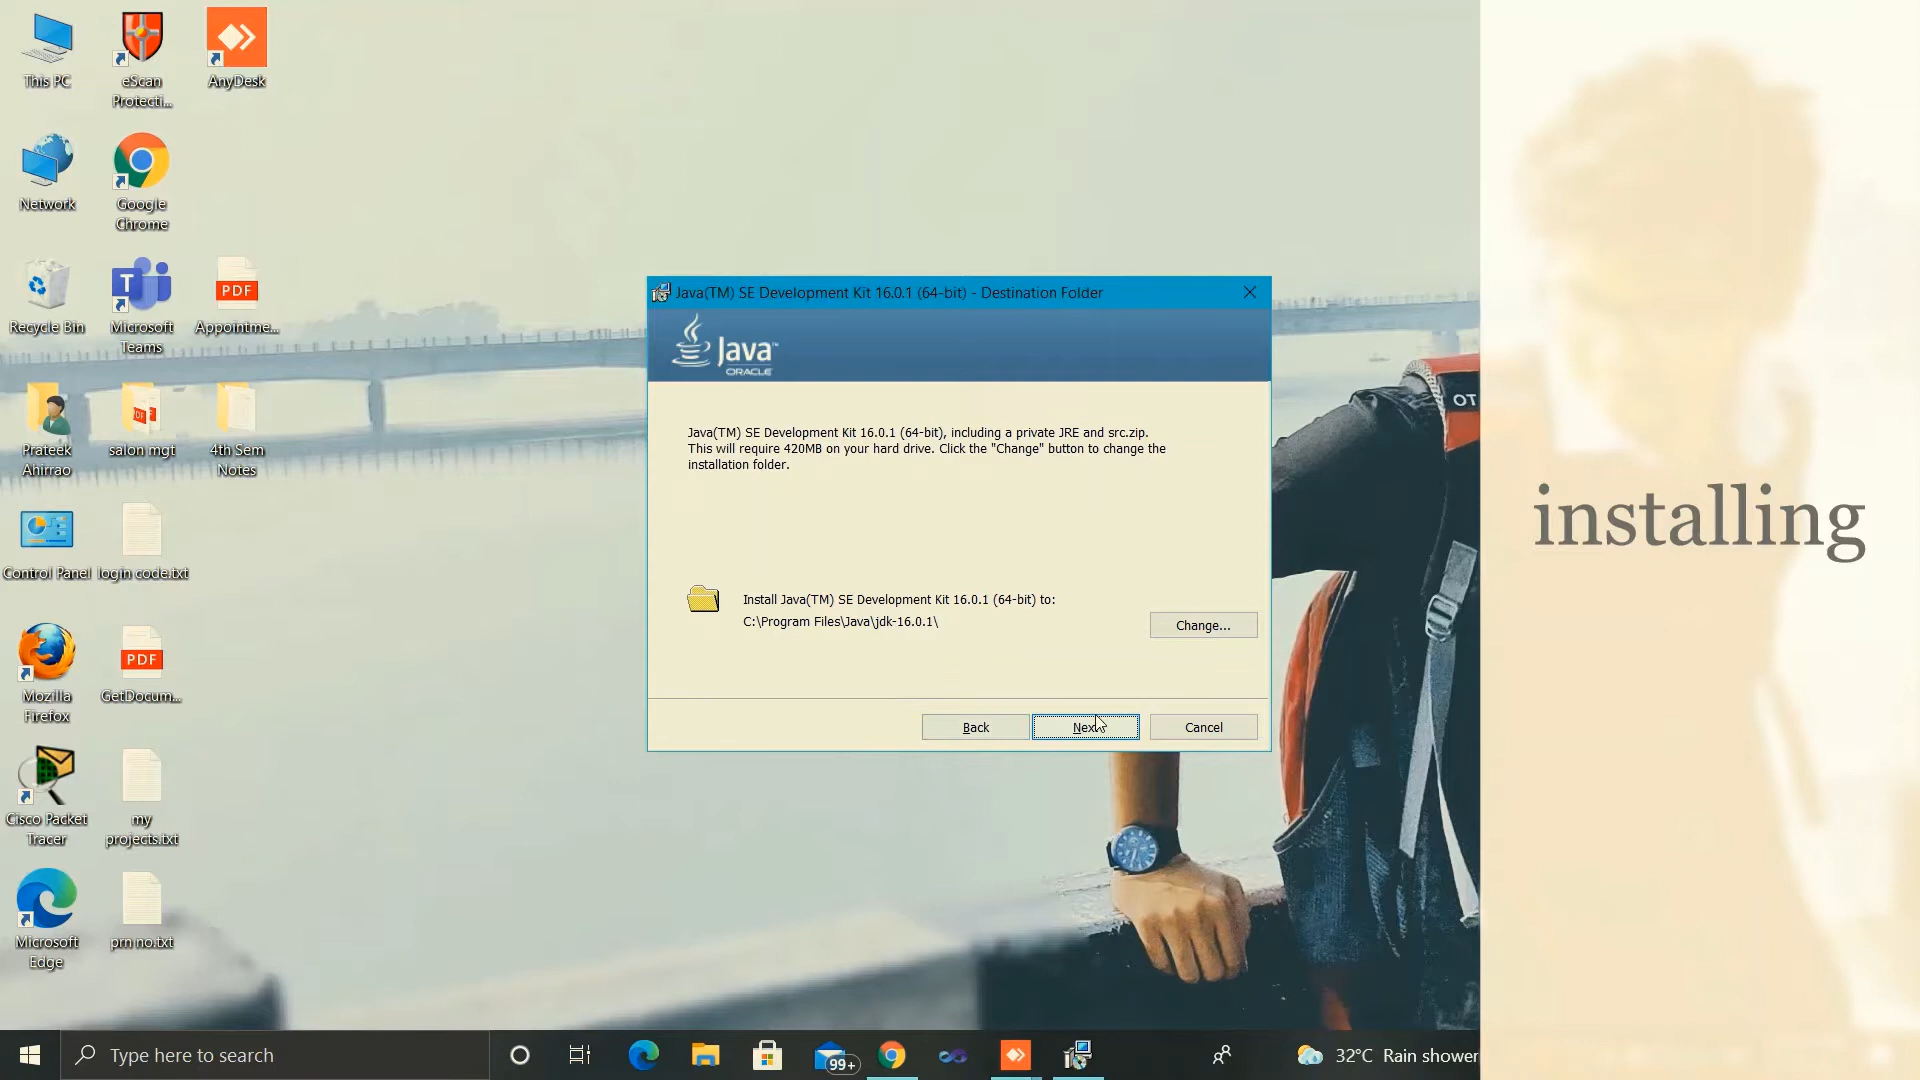 This PC
eScan
Protecti...
AnyDesk
Network
Google
Chrome
Recycle Bin
T
Microsoft
Teams
PDF
Appointme...
Prateek
Ahirrao
PDF
salon mgt
4th Sem
Notes
Control Panel
login code.txt
Mozilla
Firefox
PDF
GetDocum...
Cisco Packet
Tracer
my
projects.txt
Microsoft
Edge
prn no.txt
Java(TM) SE Development Kit 16.0.1 (64-bit) - Destination Folder
Java™
ORACLE
Java(TM) SE Development Kit 16.0.1 (64-bit), including a private JRE and src.zip.
This will require 420MB on your hard drive. Click the "Change" button to change the
installation folder.
Install Java(TM) SE Development Kit 16.0.1 (64-bit) to:
C:\Program Files\Java\jdk-16.0.1\
Change...
Back
Next
Cancel
TO
installing
Type here to search
99+
32°C Rain shower